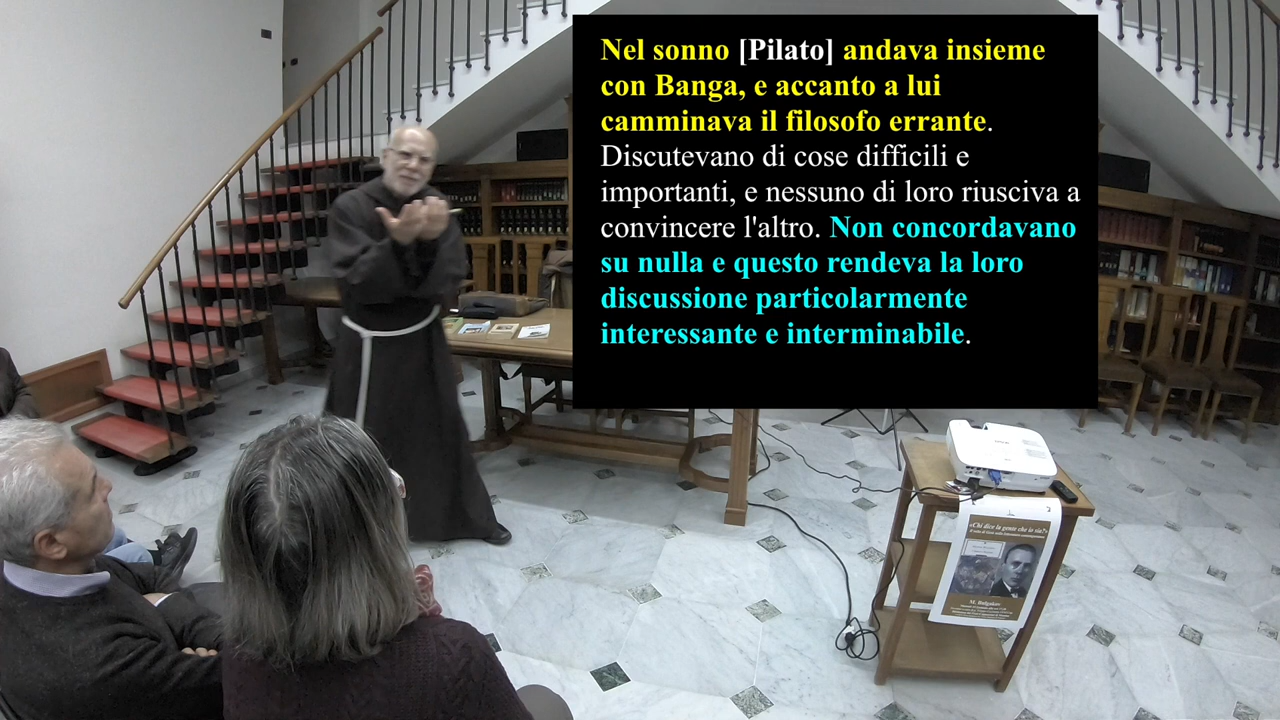 Nel sonno [Pilato] andava insieme
con Banga, e accanto a lui
camminava il filosofo errante.
Discutevano di cose difficili e
importanti, e nessuno di loro riusciva a
convincere l'altro. Non concordavano
su nulla e questo rendeva la loro
discussione particolarmente
interessante e interminabile.
«Chi dice la gente che io sia?»
M. Bulgakov